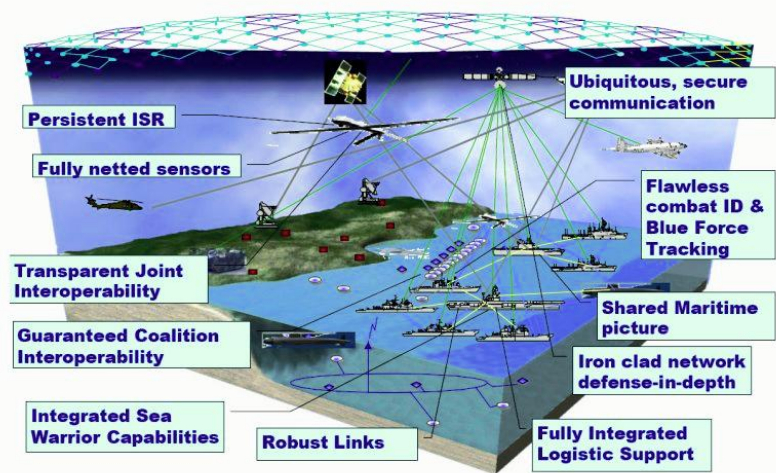 Persistent ISR
Fully netted sensors
Transparent Joint
Interoperability
Guaranteed Coalition
Interoperability
Integrated Sea
Warrior Capabilities
Robust Links
Ubiquitous, secure
communication
Flawless
combat ID &
Blue Force
Tracking
Shared Maritime
picture
Iron clad network
defense-in-depth
Fully Integrated
Logistic Support